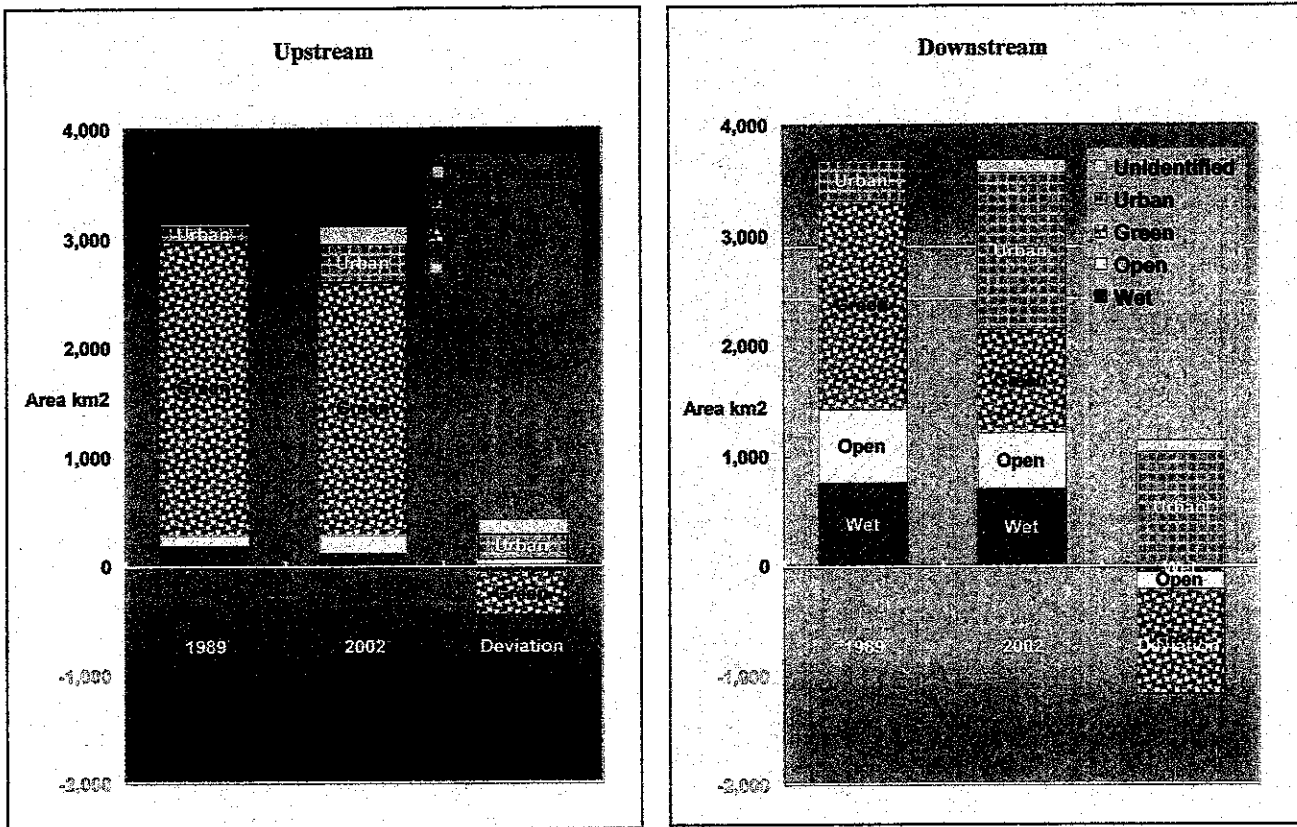 Upstream
4,000
3,000
2,000
Area km2
1,000
0
-1,000
-2,000
Urban
Green
Urban
Green
Urban
Green
1989
2002
Deviation
Downstream
4,000
3,000
2,000
Area km2
1,000
0
-1,000
-2,000
Unidentified
Urban
Green
Open
Wet
Urban
Green
Open
Wet
Urban
Green
Open
Wet
Urban
Wet
Open
Green
1989
2002
Deviation